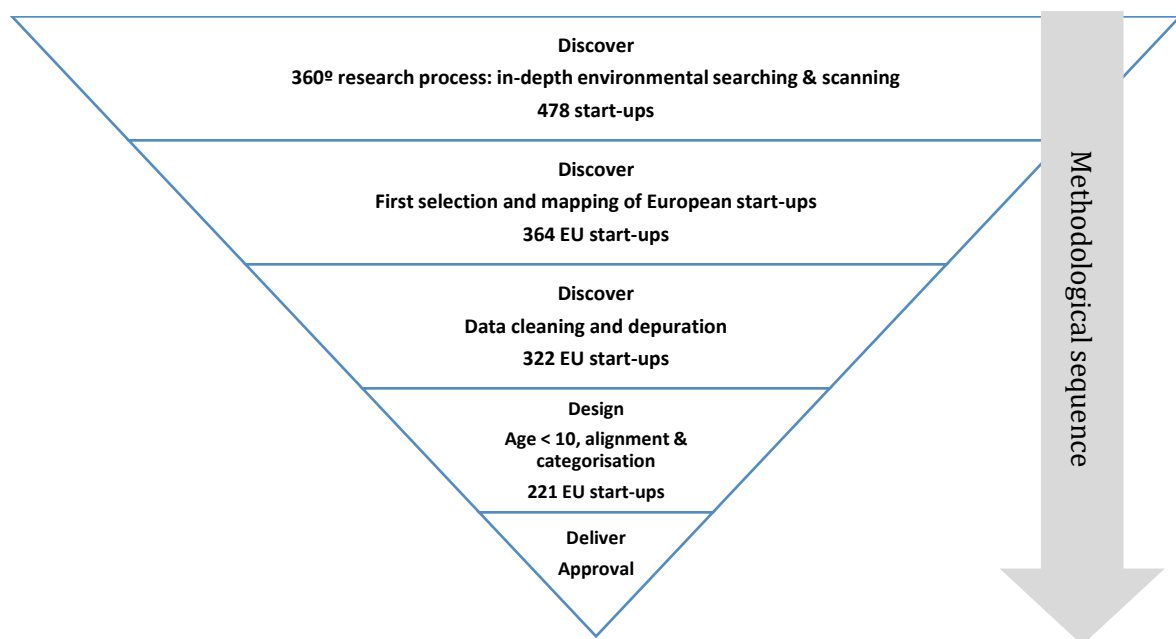 Discover
360º research process: in-depth environmental searching & scanning
478 start-ups
Discover
First selection and mapping of European start-ups
364 EU start-ups
Discover
Data cleaning and depuration
322 EU start-ups
Design
Age < 10, alignment &
categorisation
221 EU start-ups
Deliver
Approval
Methodological sequence